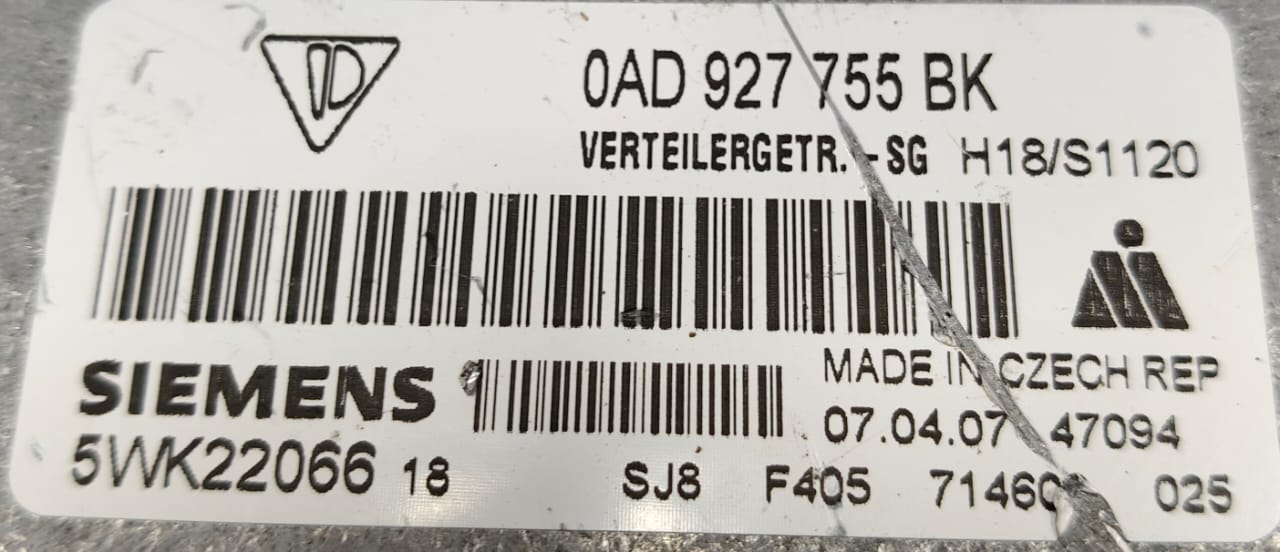 0AD 927 755 BK
VERTEILERGETR. - SG H18/S1120
SIEMENS
MADE IN CZECH REP
07.04.07 47094
5WK22066 18 SJ8 F405 025